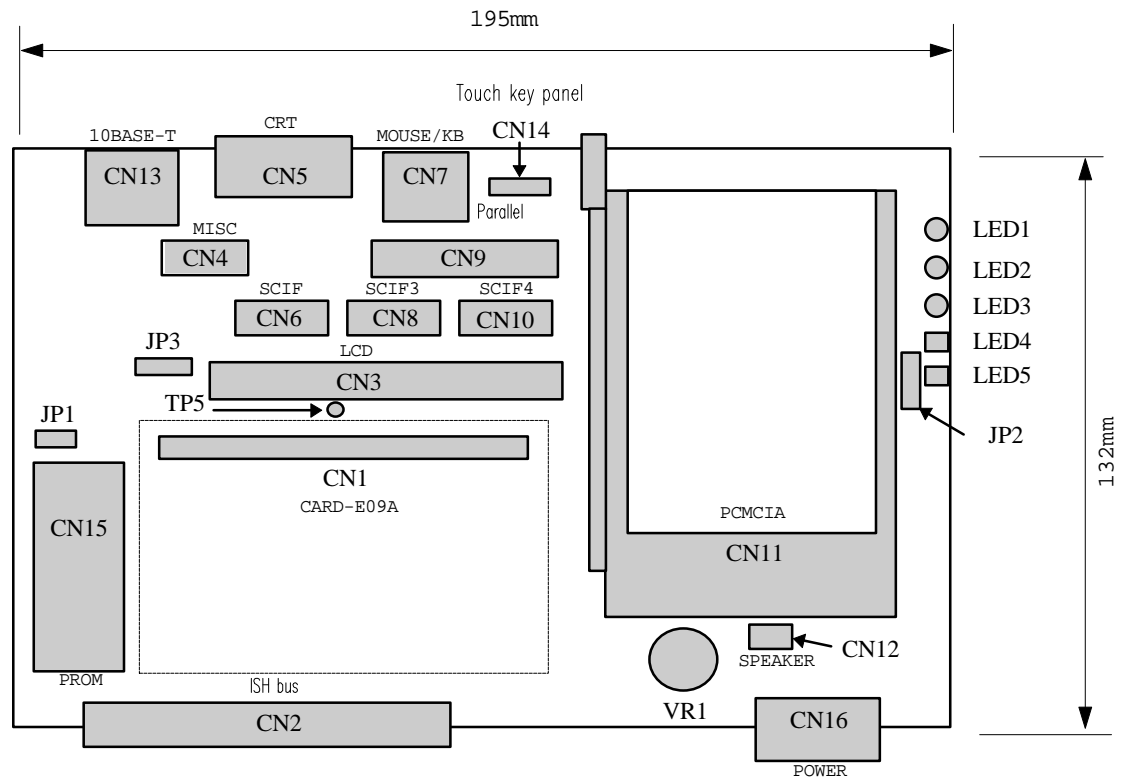 195mm
Touch key panel
CRT
10BASE-T
MOUSE/KB
CN14
CN13
CN5
CN7
Parallel
MISC
CN4
CN9
LED1
LED2
LED3
LED4
LED5
SCIF
SCIF3
SCIF4
CN6
CN8
CN10
JP3
LCD
CN3
TP5
JP1
JP2
132mm
CN1
CARD-E09A
CN15
PCMCIA
CN11
CN12
SPEAKER
PROM
ISH bus
VR1
CN2
CN16
POWER